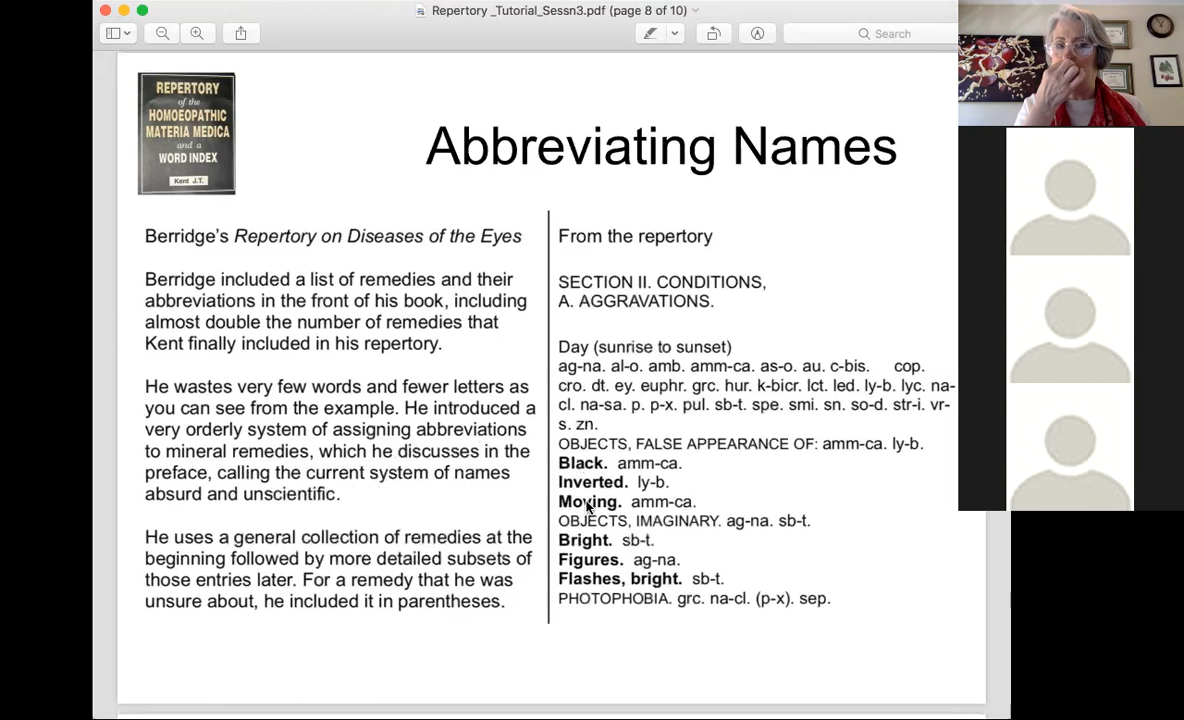 Repertory _Tutorial_Sessn3.pdf (page 8 of 10)
Search
REPERTORY
of the
HOMOEOPATHIC
MATERIA MEDICA
and a
WORD INDEX
Kent J.T.
Abbreviating Names
Berridge's Repertory on Diseases of the Eyes
Berridge included a list of remedies and their
abbreviations in the front of his book, including
almost double the number of remedies that
Kent finally included in his repertory.
He wastes very few words and fewer letters as
you can see from the example. He introduced a
very orderly system of assigning abbreviations
to mineral remedies, which he discusses in the
preface, calling the current system of names
absurd and unscientific.
He uses a general collection of remedies at the
beginning followed by more detailed subsets of
those entries later. For a remedy that he was
unsure about, he included it in parentheses.
From the repertory
SECTION II. CONDITIONS,
A. AGGRAVATIONS.
Day (sunrise to sunset)
ag-na. al-o. amb. amm-ca. as-o. au. c-bis. cop.
cro. dt. ey. euphr. grc. hur. k-bicr. lct. led. ly-b. lyc. na-
cl. na-sa. p. p-x. pul. sb-t. spe. smi. sn. so-d. str-i. vr-
s. zn.
OBJECTS, FALSE APPEARANCE OF: amm-ca. ly-b.
Black. amm-ca.
Inverted. ly-b.
Moving. amm-ca.
OBJECTS, IMAGINARY. ag-na. sb-t.
Bright. sb-t.
Figures. ag-na.
Flashes, bright. sb-t.
PHOTOPHOBIA. grc. na-cl. (p-x). sep.